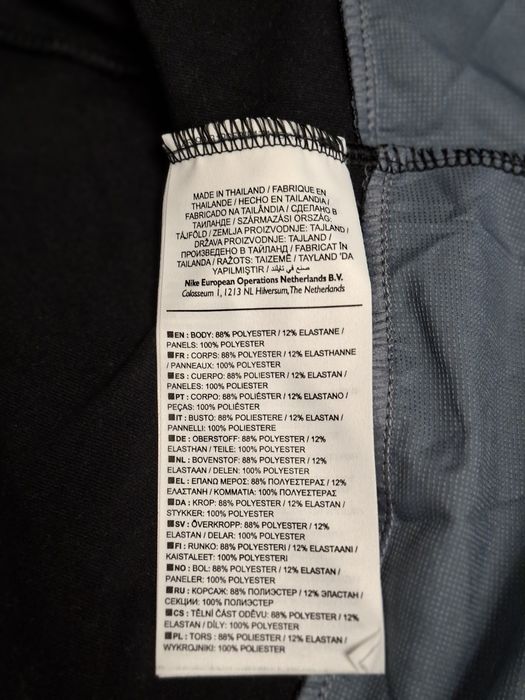 MADE IN THAILAND / FABRIQUE EN
THAILANDE / HECHO EN TAILANDIA /
FABRICADO NA TAILÂNDIA / СДЕЛАНО В
ТАИЛАНДЕ / SZÁRMAZÁSI ORSZÁG:
TÁJFÖLD / ZEMLJA PROIZVODNJE: TAJLAND /
DRŽAVA PROIZVODNJE: TAJLAND /
ПРОИЗВЕДЕНО В ТАЙЛАНД / FABRICAT ÎN
TAILANDA / RAŽOTS: TAIZEMĒ / TAYLAND 'DA
YAPILMIŞTIR / صنع في تايلند
Nike European Operations Netherlands B.V.
Colosseum 1, 1213 NL Hilversum, The Netherlands
EN : BODY: 88% POLYESTER / 12% ELASTANE /
PANELS: 100% POLYESTER
FR : CORPS: 88% POLYESTER / 12% ELASTHANNE
/ PANNEAUX: 100% POLYESTER
ES : CUERPO: 88% POLIESTER / 12% ELASTAN /
PANELES: 100% POLIESTER
PT : CORPO: 88% POLIÉSTER / 12% ELASTANO /
PEÇAS: 100% POLIÉSTER
IT : BUSTO: 88% POLIESTERE / 12% ELASTAN /
PANNELLI: 100% POLIESTERE
DE : OBERSTOFF: 88% POLYESTER / 12%
ELASTHAN / TEILE: 100% POLYESTER
NL : BOVENSTOF: 88% POLYESTER / 12%
ELASTAAN / DELEN: 100% POLYESTER
EL : ΕΠΑΝΩ ΜΕΡΟΣ: 88% ΠΟΛΥΕΣΤΕΡΑΣ / 12%
ΕΛΑΣΤΑΝΗ / ΚΟΜΜΑΤΙΑ: 100% ΠΟΛΥΕΣΤΕΡΑΣ
DA : KROP: 88% POLYESTER / 12% ELASTAN /
STYKKER: 100% POLYESTER
SV : ÖVERKROPP: 88% POLYESTER / 12%
ELASTAN / DELAR: 100% POLYESTER
FI : RUNKO: 88% POLYESTERI / 12% ELASTAANI /
KAISTALEET: 100% POLYESTERI
NO : BOL: 88% POLYESTER / 12% ELASTAN /
PANELER: 100% POLYESTER
RU : КОРСАЖ: 88% ПОЛИЭСТЕР / 12% ЭЛАСТАН /
СЕКЦИИ: 100% ПОЛИЭСТЕР
CS : TĚLNÍ ČÁST ODĚVU: 88% POLYESTER / 12%
ELASTAN / DÍLY: 100% POLYESTER
PL : TORS : 88% POLIESTER / 12% ELASTAN /
WYKROJNIKI: 100% POLIESTER